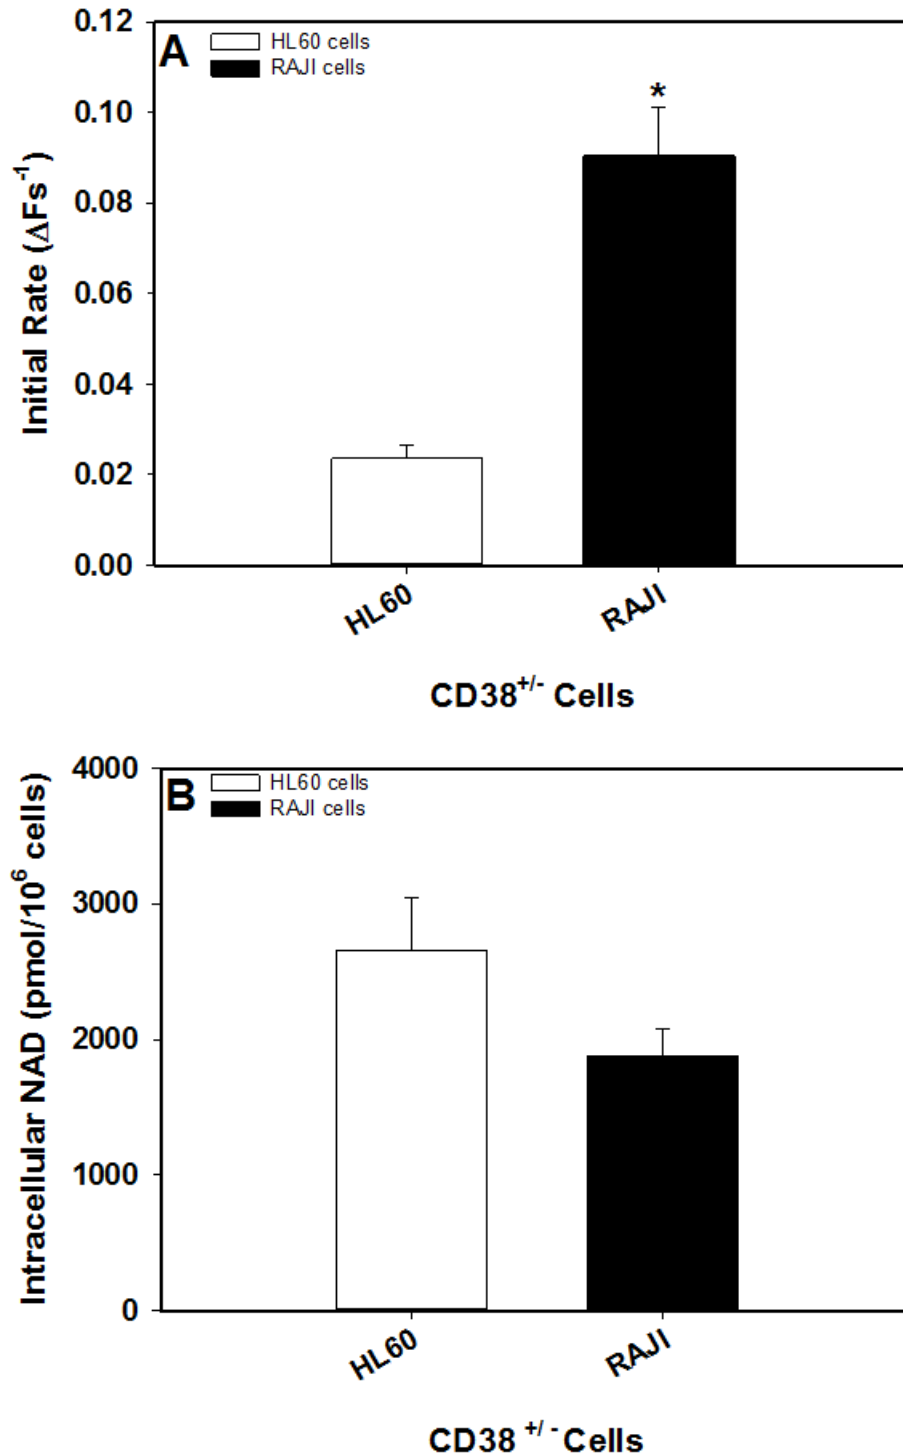 A
HL60 cells
RAJI cells
*
Initial Rate (ΔFs⁻¹)
0.12
0.10
0.08
0.06
0.04
0.02
0.00
HL60
RAJI
CD38⁺/⁻ Cells
B
HL60 cells
RAJI cells
Intracellular NAD (pmol/10⁶ cells)
4000
3000
2000
1000
0
HL60
RAJI
CD38 ⁺/ ⁻ Cells